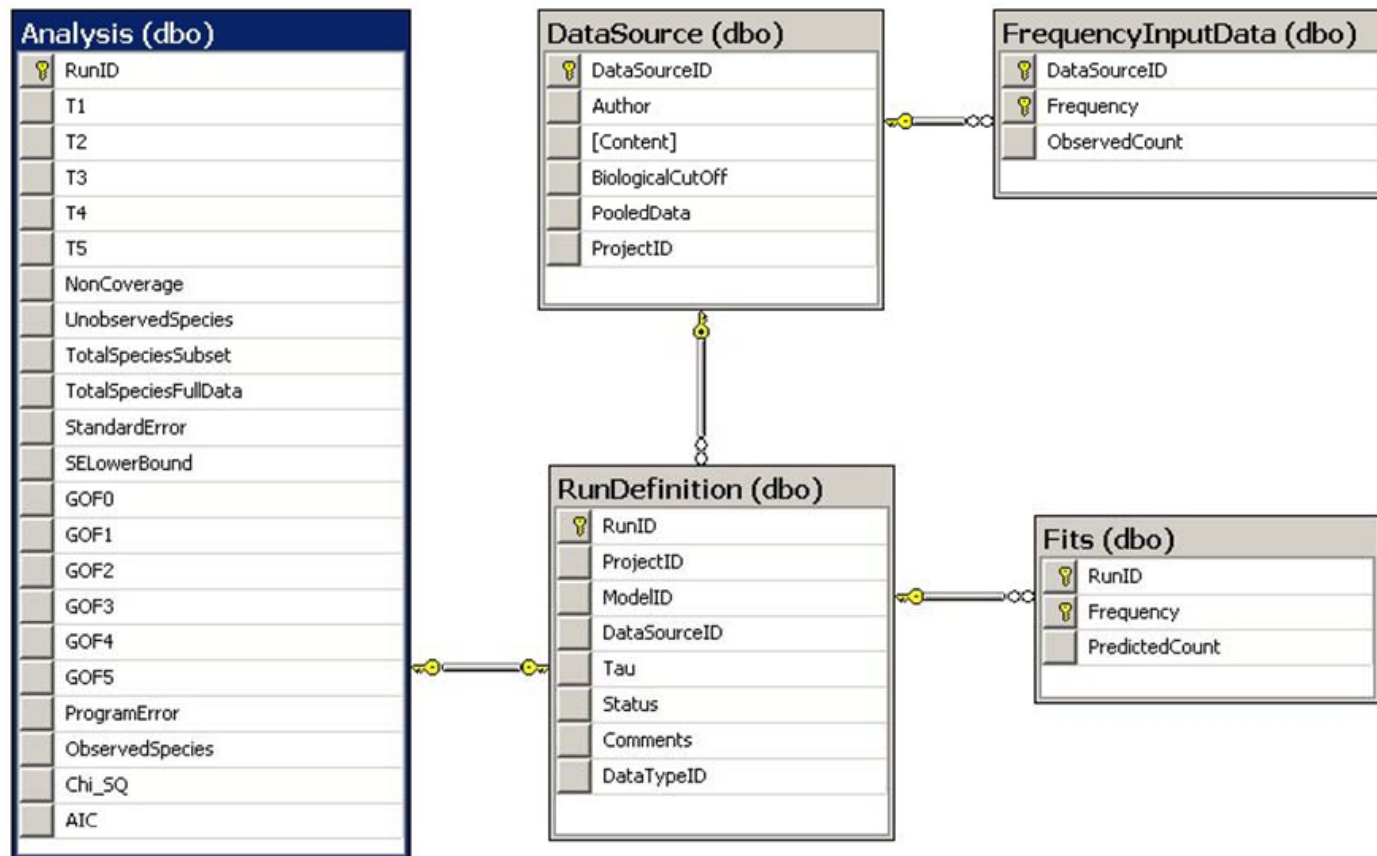 Analysis (dbo)
RunID
T1
T2
T3
T4
T5
NonCoverage
UnobservedSpecies
TotalSpeciesSubset
TotalSpeciesFullData
StandardError
SELowerBound
GOF0
GOF1
GOF2
GOF3
GOF4
GOF5
ProgramError
ObservedSpecies
Chi_SQ
AIC
DataSource (dbo)
DataSourceID
Author
[Content]
BiologicalCutOff
PooledData
ProjectID
FrequencyInputData (dbo)
DataSourceID
Frequency
ObservedCount
RunDefinition (dbo)
RunID
ProjectID
ModelID
DataSourceID
Tau
Status
Comments
DataTypeID
Fits (dbo)
RunID
Frequency
PredictedCount